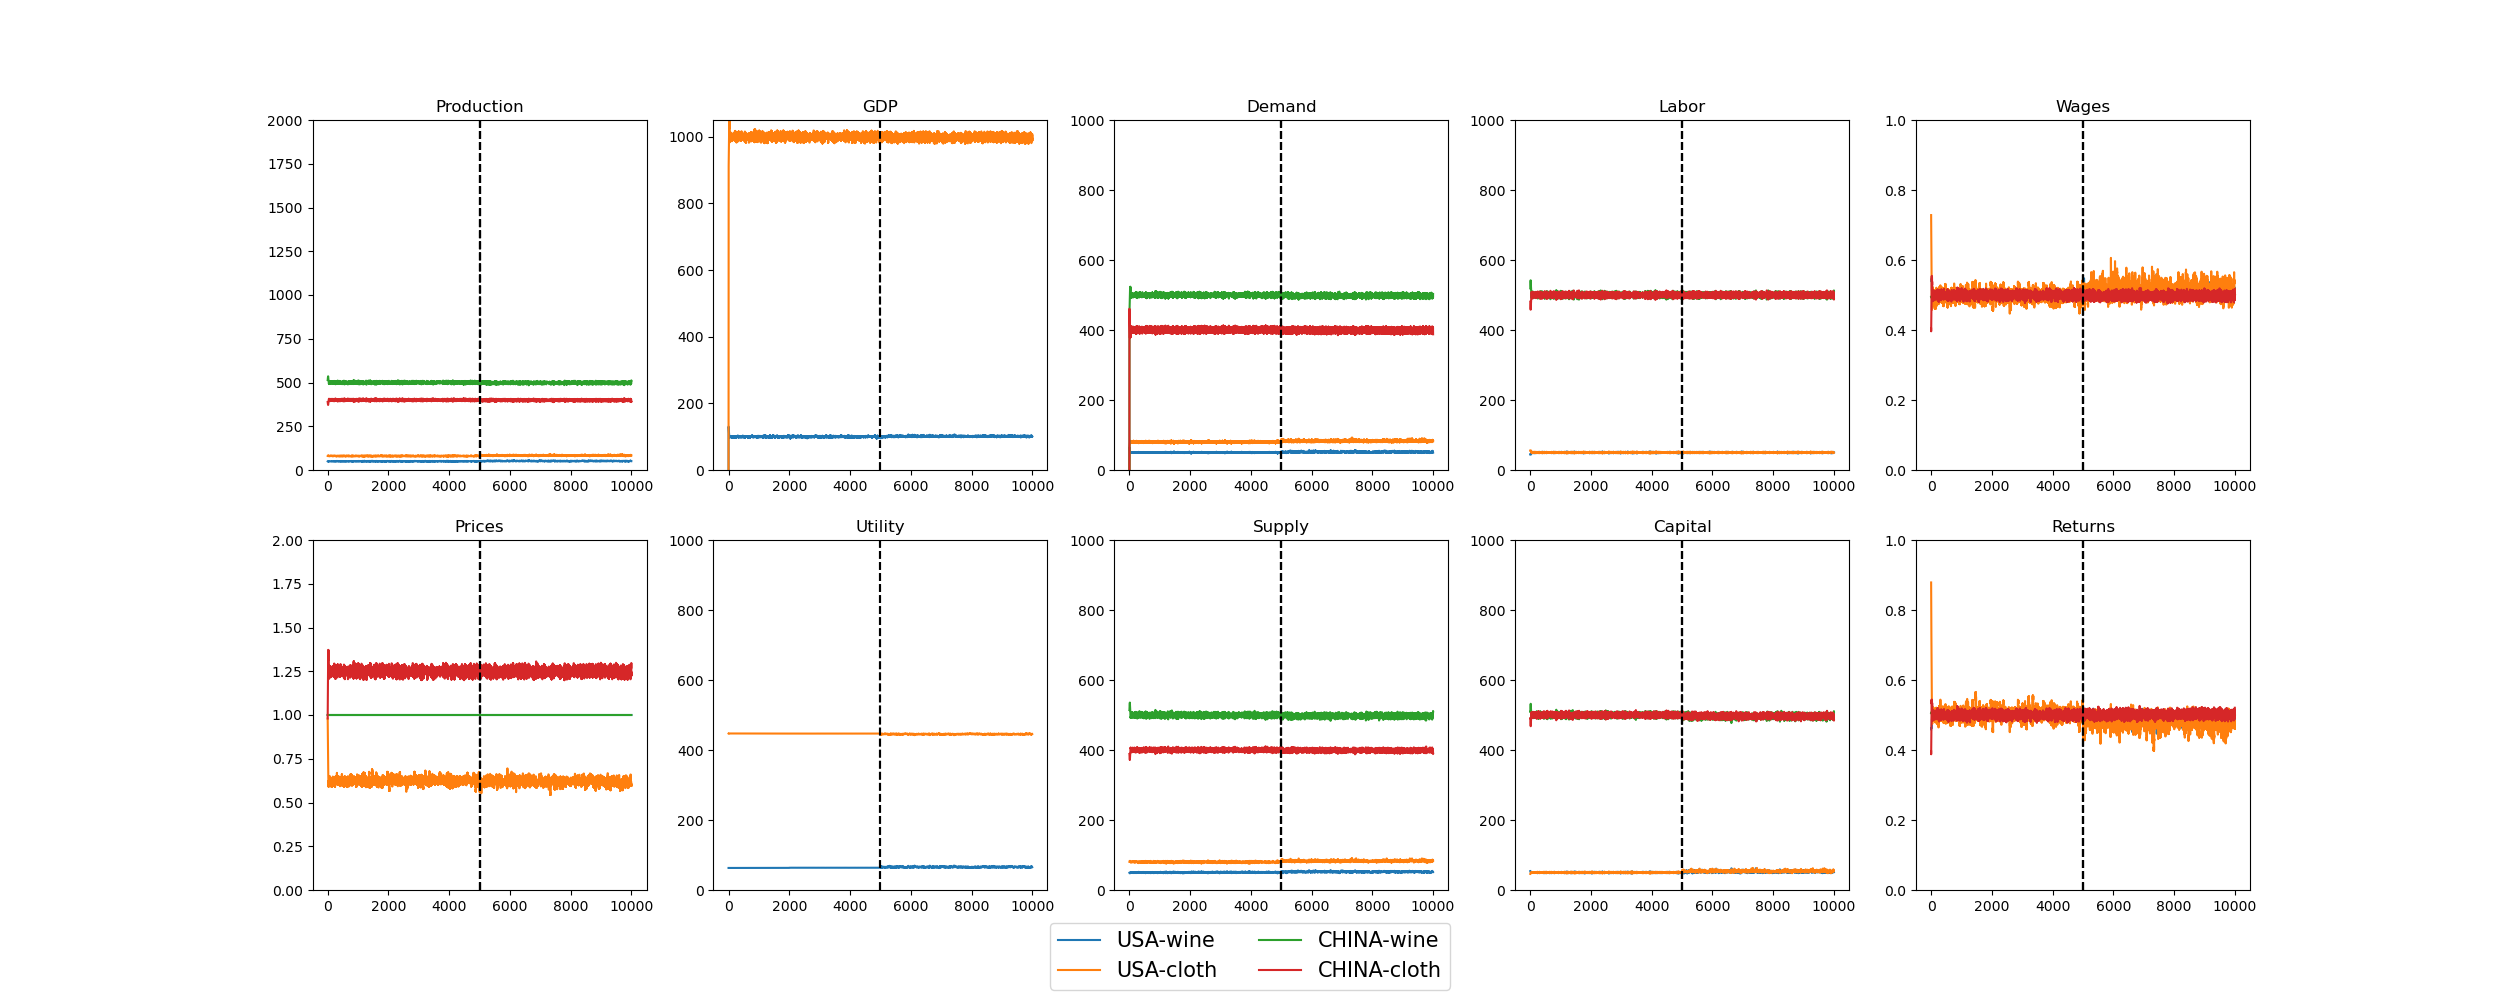 Production
GDP
Demand
Labor
Wages
2000
1750
1500
1250
1000
750
500
250
0
0 2000 4000 6000 8000 10000
1000
800
600
400
200
0
0 2000 4000 6000 8000 10000
1000
800
600
400
200
0
0 2000 4000 6000 8000 10000
1000
800
600
400
200
0
0 2000 4000 6000 8000 10000
1.0
0.8
0.6
0.4
0.2
0.0
0 2000 4000 6000 8000 10000
Prices
Utility
Supply
Capital
Returns
2.00
1.75
1.50
1.25
1.00
0.75
0.50
0.25
0.00
0 2000 4000 6000 8000 10000
1000
800
600
400
200
0
0 2000 4000 6000 8000 10000
1000
800
600
400
200
0
0 2000 4000 6000 8000 10000
1000
800
600
400
200
0
0 2000 4000 6000 8000 10000
1.0
0.8
0.6
0.4
0.2
0.0
0 2000 4000 6000 8000 10000
USA-wine
USA-cloth
CHINA-wine
CHINA-cloth